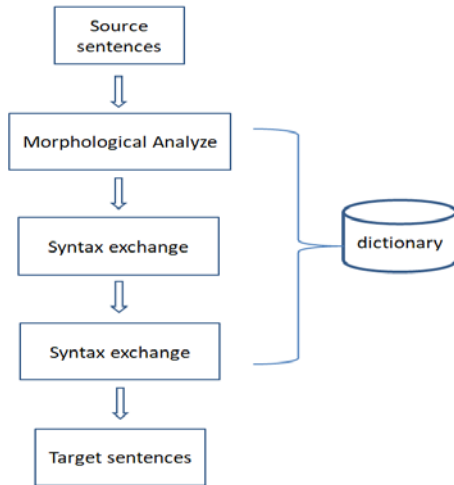 Source
sentences
Morphological Analyze
Syntax exchange
dictionary
Syntax exchange
Target sentences